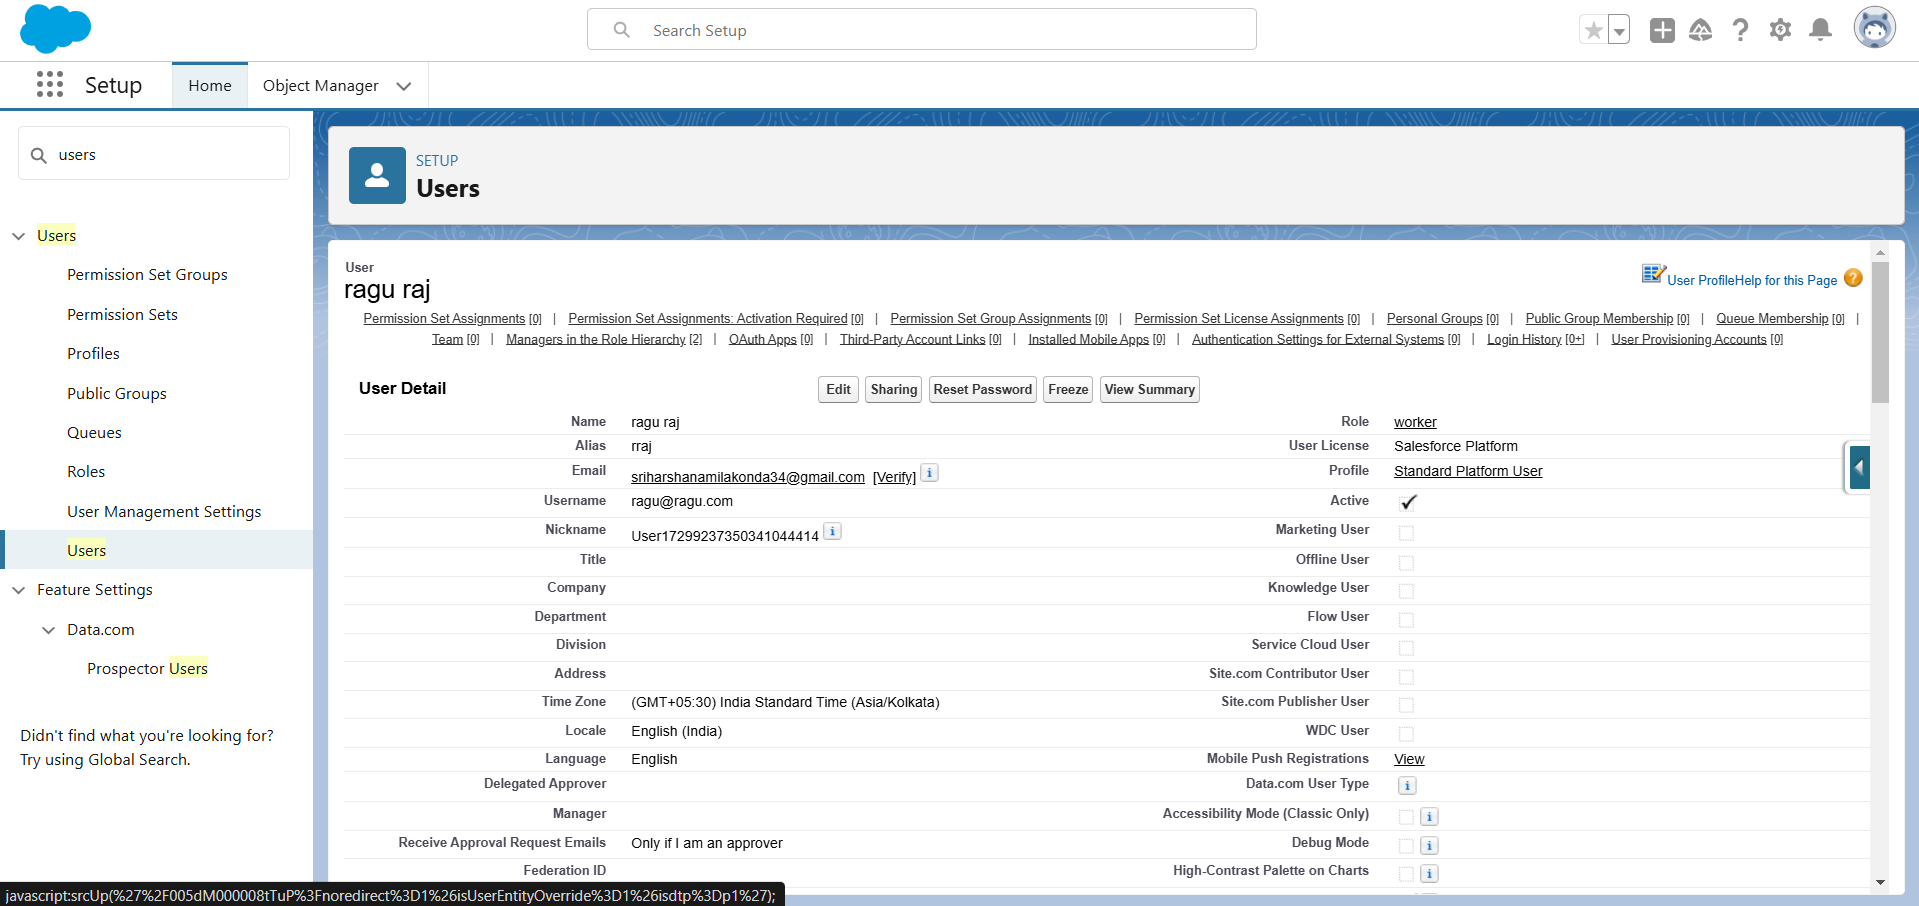 Search Setup
Setup
Home
Object Manager
users
Users
Permission Set Groups
Permission Sets
Profiles
Public Groups
Queues
Roles
User Management Settings
Users
Feature Settings
Data.com
Prospector Users
Didn't find what you're looking for?
Try using Global Search.
SETUP
Users
User
ragu raj
User ProfileHelp for this Page ?
Permission Set Assignments [0] | Permission Set Assignments: Activation Required [0] | Permission Set Group Assignments [0] | Permission Set License Assignments [0] | Personal Groups [0] | Public Group Membership [0] | Queue Membership [0] |
Team [0] | Managers in the Role Hierarchy [2] | OAuth Apps [0] | Third-Party Account Links [0] | Installed Mobile Apps [0] | Authentication Settings for External Systems [0] | Login History [0+] | User Provisioning Accounts [0]
User Detail Edit Sharing Reset Password Freeze View Summary
Name ragu raj Role worker
Alias rraj User License Salesforce Platform
Email sriharshanamilakonda34@gmail.com [Verify] i Profile Standard Platform User
Username ragu@ragu.com Active
Nickname User17299237350341044414 i Marketing User
Title Offline User
Company Knowledge User
Department Flow User
Division Service Cloud User
Address Site.com Contributor User
Time Zone (GMT+05:30) India Standard Time (Asia/Kolkata) Site.com Publisher User
Locale English (India) WDC User
Language English Mobile Push Registrations View
Delegated Approver Data.com User Type i
Manager Accessibility Mode (Classic Only) i
Receive Approval Request Emails Only if I am an approver Debug Mode i
Federation ID High-Contrast Palette on Charts i
javascript:srcUp(%27%2F005dM000008tTuP%3Fnoredirect%3D1%26isUserEntityOverride%3D1%26isdtp%3Dp1%27);